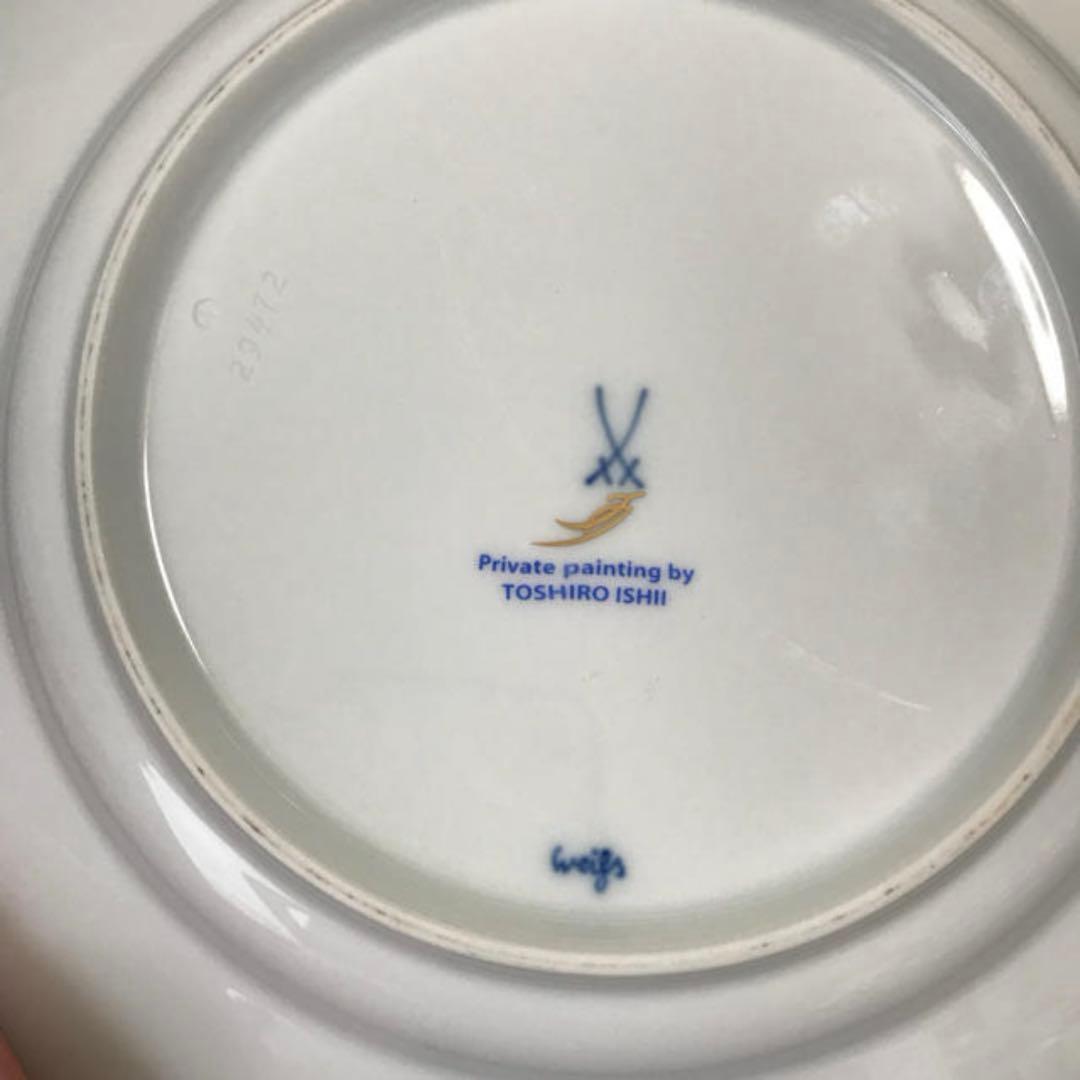 29472
Private painting by
TOSHIRO ISHII
weiß